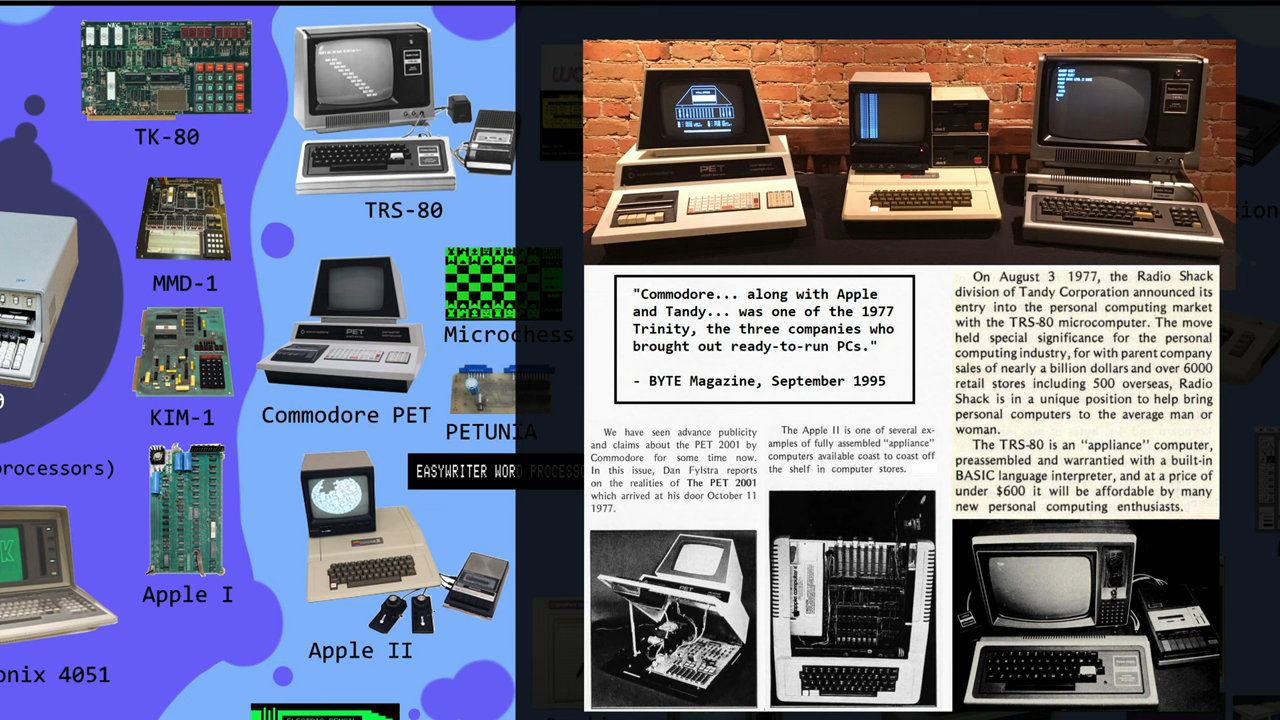 TK-80
TRS-80
MMD-1
KIM-1
Commodore PET
Microchess
PETUNIA
processors)
EASYWRITER WORD PROCESS
Apple I
Apple II
onix 4051
PET
"Commodore... along with Apple
and Tandy... was one of the 1977
Trinity, the three companies who
brought out ready-to-run PCs."
- BYTE Magazine, September 1995
We have seen advance publicity
and claims about the PET 2001 by
Commodore for some time now.
In this issue, Dan Fylstra reports
on the realities of The PET 2001
which arrived at his door October 11
1977.
The Apple II is one of several ex-
amples of fully assembled "appliance"
computers available coast to coast off
the shelf in computer stores.
On August 3 1977, the Radio Shack
division of Tandy Corporation announced its
entry into the personal computing market
with the TRS-80 microcomputer. The move
held special significance for the personal
computing industry, for with parent company
sales of nearly a billion dollars and over 6000
retail stores including 500 overseas, Radio
Shack is in a unique position to help bring
personal computers to the average man or
woman.
The TRS-80 is an "appliance" computer,
preassembled and warrantied with a built-in
BASIC language interpreter, and at a price of
under $600 it will be affordable by many
new personal computing enthusiasts.